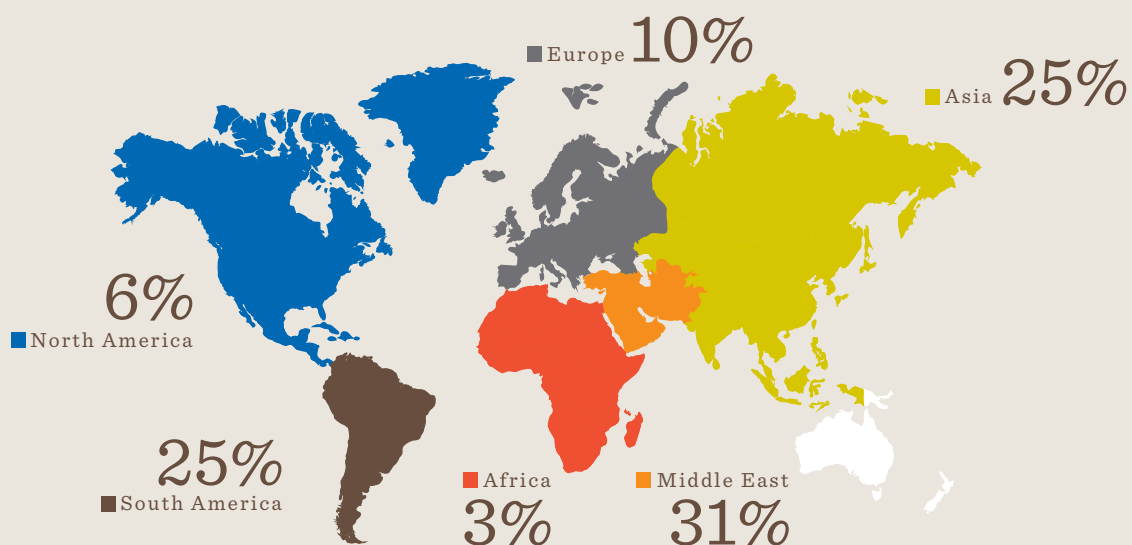 Europe 10%
Asia 25%
6%
North America
25%
South America
Africa
3%
Middle East
31%